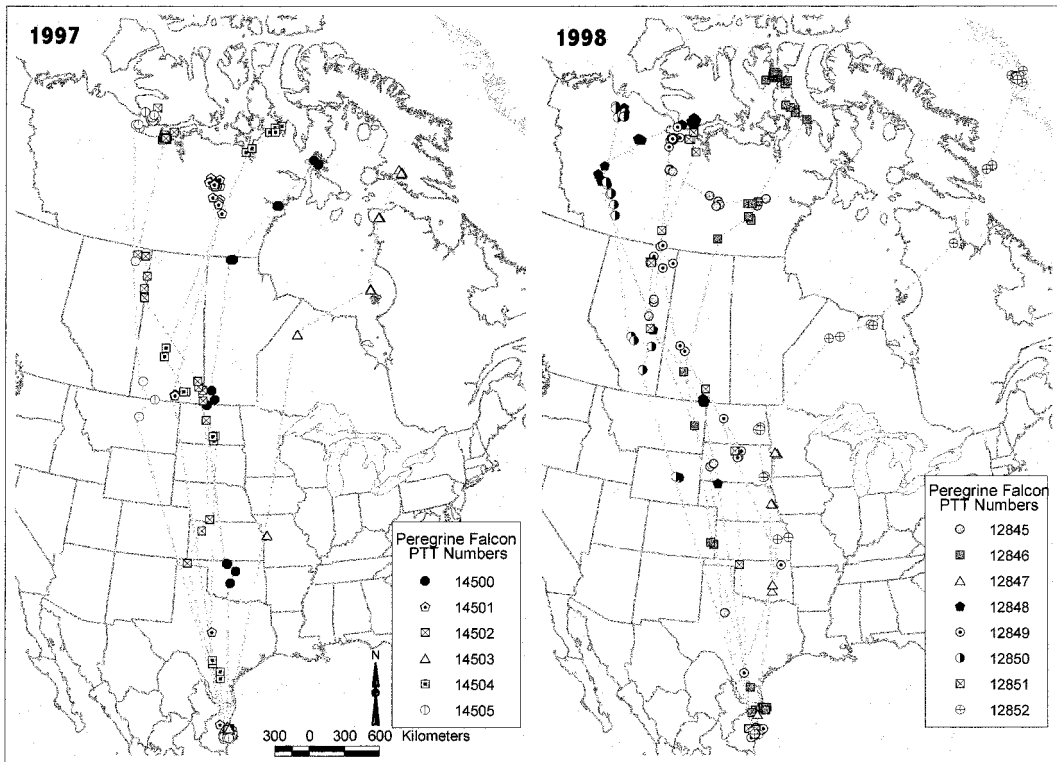 1997
Peregrine Falcon
PTT Numbers
14500
14501
14502
14503
14504
14505
N
300 0 300 600 Kilometers
1998
Peregrine Falcon
PTT Numbers
12845
12846
12847
12848
12849
12850
12851
12852